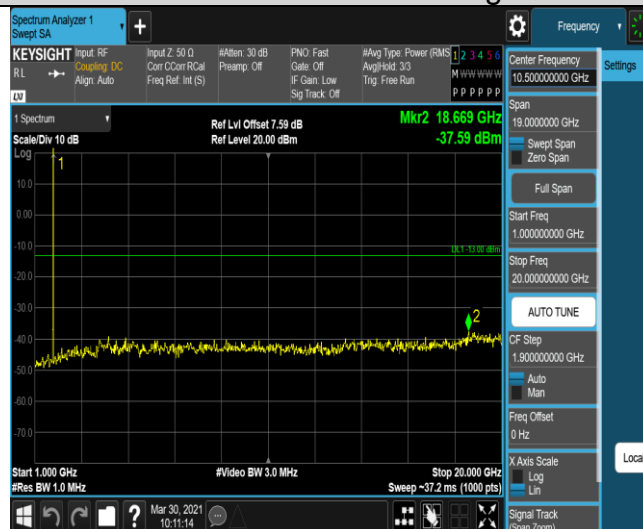 Spectrum Analyzer 1
Swept SA
Frequency
KEYSIGHT
RL
LXI
Input: RF
Coupling: DC
Align: Auto
Input Z: 50 Ω
Corr CCorr RCal
Freq Ref: Int (S)
#Atten: 30 dB
Preamp: Off
PNO: Fast
Gate: Off
IF Gain: Low
Sig Track: Off
#Avg Type: Power (RMS
Avg|Hold: 3/3
Trig: Free Run
1 2 3 4 5 6
M W W W W W
P P P P P P
1 Spectrum
Scale/Div 10 dB
Ref Lvl Offset 7.59 dB
Ref Level 20.00 dBm
Mkr2 18.669 GHz
-37.59 dBm
Log
1
10.0
0.00
-10.0
DL1 -13.00 dBm
-20.0
-30.0
2
-40.0
-50.0
-60.0
-70.0
Start 1.000 GHz
#Video BW 3.0 MHz
Stop 20.000 GHz
#Res BW 1.0 MHz
Sweep ~37.2 ms (1000 pts)
Center Frequency
10.500000000 GHz
Span
19.0000000 GHz
Swept Span
Zero Span
Full Span
Start Freq
1.000000000 GHz
Stop Freq
20.000000000 GHz
AUTO TUNE
CF Step
1.900000000 GHz
Auto
Man
Freq Offset
0 Hz
X Axis Scale
Log
Lin
Signal Track
(Span Zoom)
Settings
Local
Mar 30, 2021
10:11:14